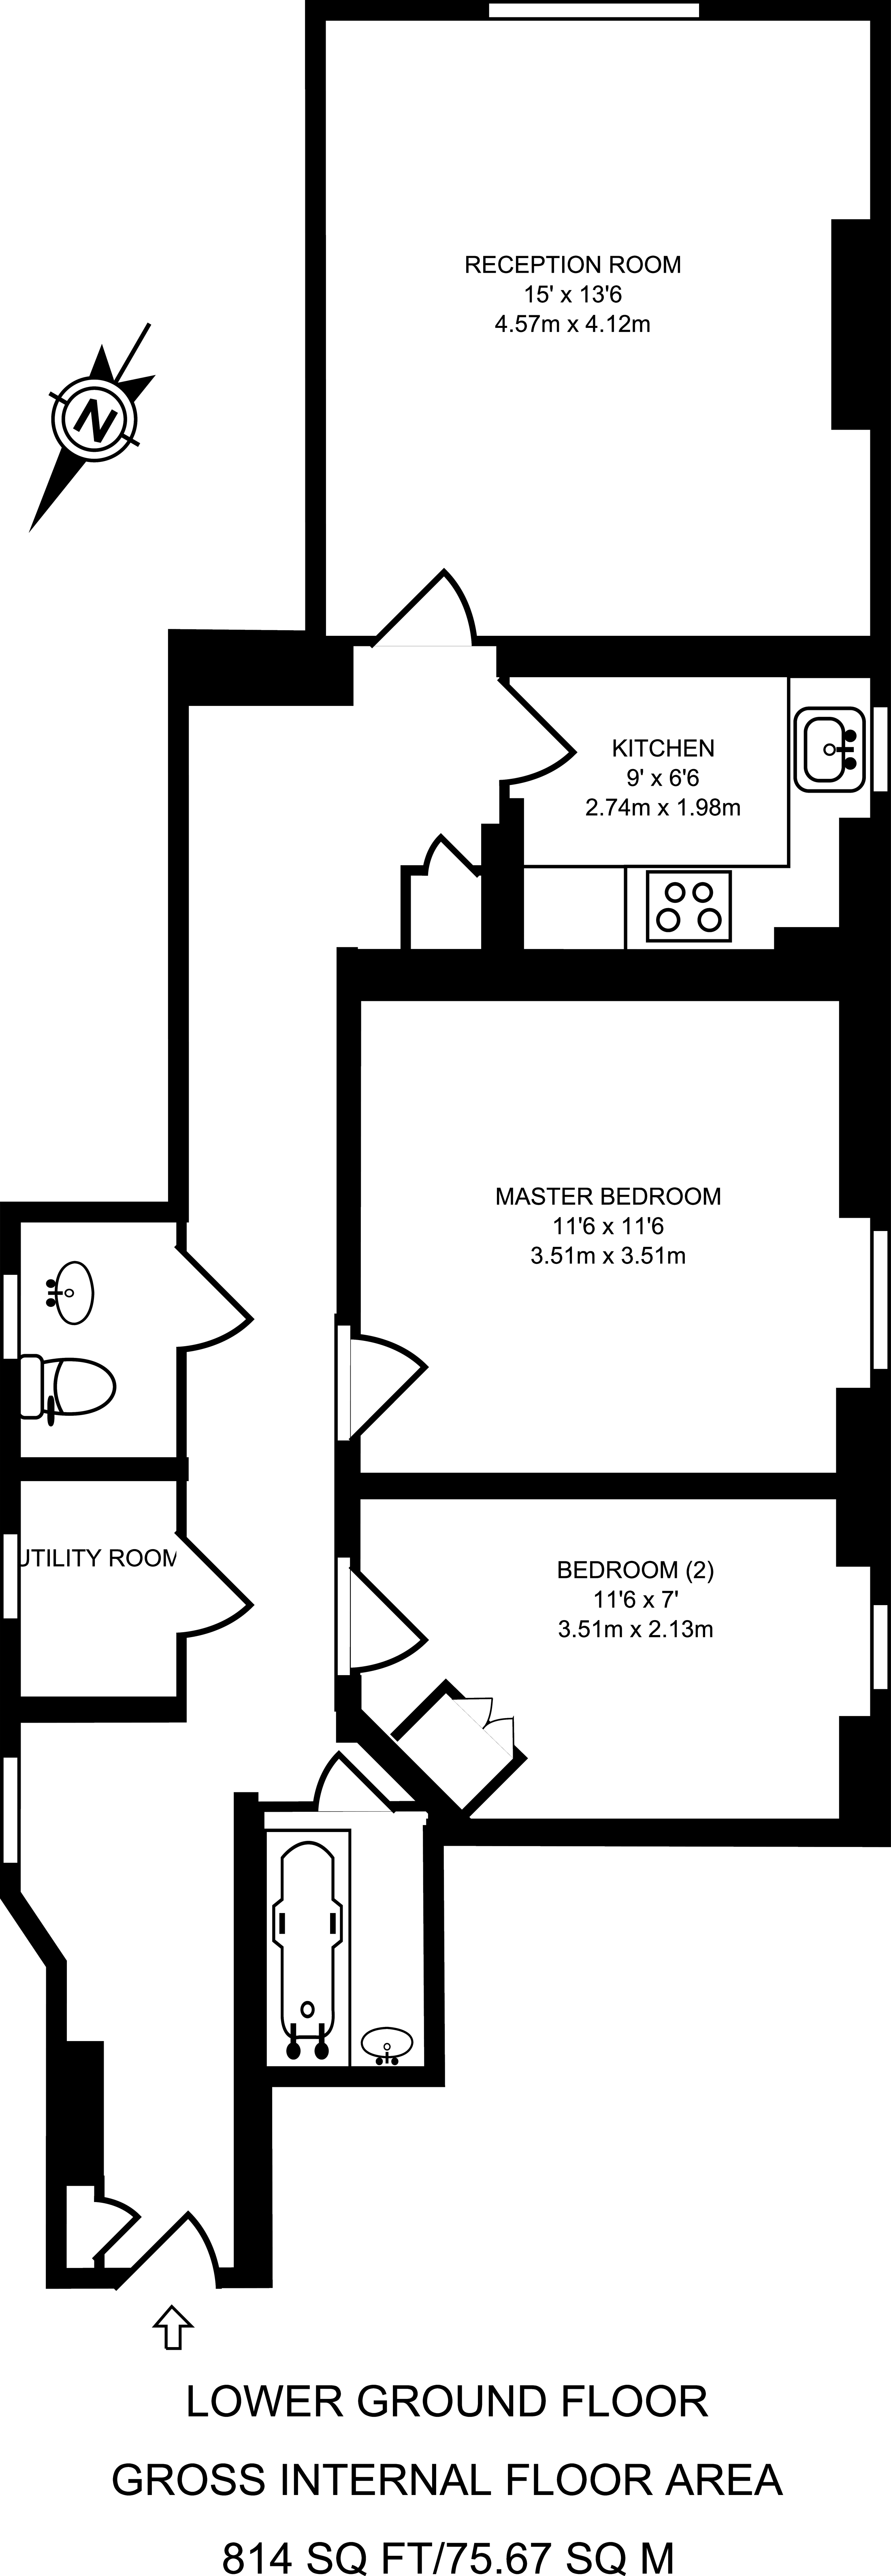 RECEPTION ROOM
15' x 13'6
4.57m x 4.12m
N
KITCHEN
9' x 6'6
2.74m x 1.98m
MASTER BEDROOM
11'6 x 11'6
3.51m x 3.51m
UTILITY ROOM
BEDROOM (2)
11'6 x 7'
3.51m x 2.13m
LOWER GROUND FLOOR
GROSS INTERNAL FLOOR AREA
814 SQ FT/75.67 SQ M